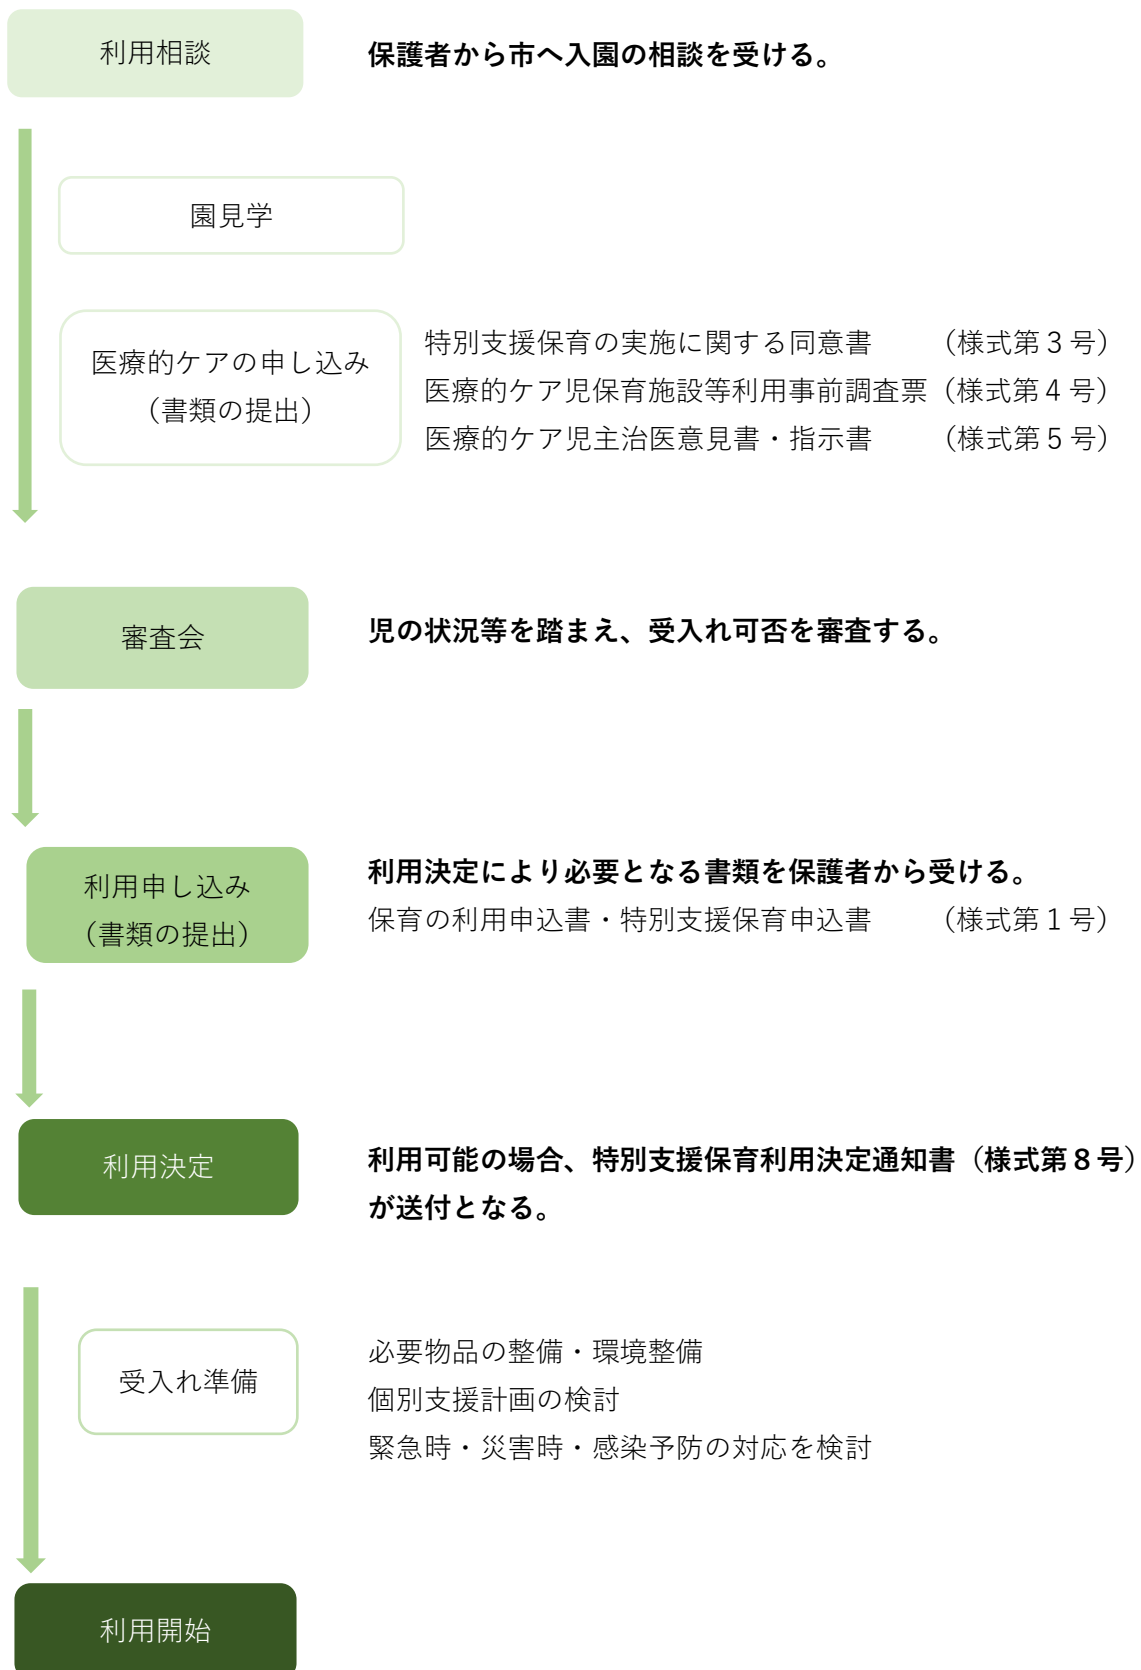 利用相談
保護者から市へ入園の相談を受ける。
園見学
医療的ケアの申し込み
（書類の提出）
特別支援保育の実施に関する同意書　　（様式第３号）
医療的ケア児保育施設等利用事前調査票（様式第４号）
医療的ケア児主治医意見書・指示書　　（様式第５号）
審査会
児の状況等を踏まえ、受入れ可否を審査する。
利用申し込み
（書類の提出）
利用決定により必要となる書類を保護者から受ける。
保育の利用申込書・特別支援保育申込書　　（様式第１号）
利用決定
利用可能の場合、特別支援保育利用決定通知書（様式第８号）
が送付となる。
受入れ準備
必要物品の整備・環境整備
個別支援計画の検討
緊急時・災害時・感染予防の対応を検討
利用開始